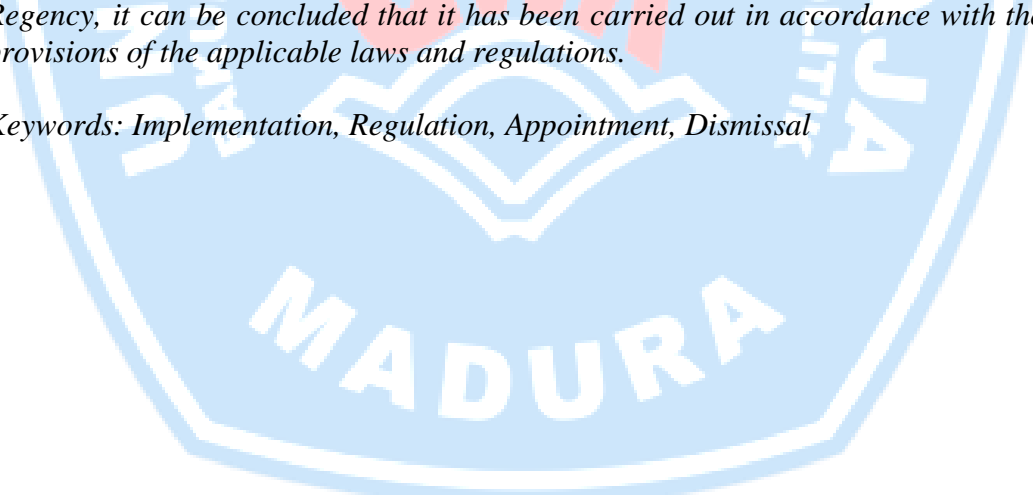 Regency, it can be concluded that it has been carried out in accordance with the
provisions of the applicable laws and regulations.
Keywords: Implementation, Regulation, Appointment, Dismissal
MADURA